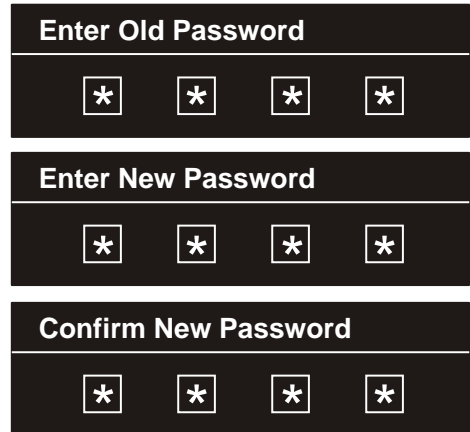 Enter Old Password
* * * *
Enter New Password
* * * *
Confirm New Password
* * * *